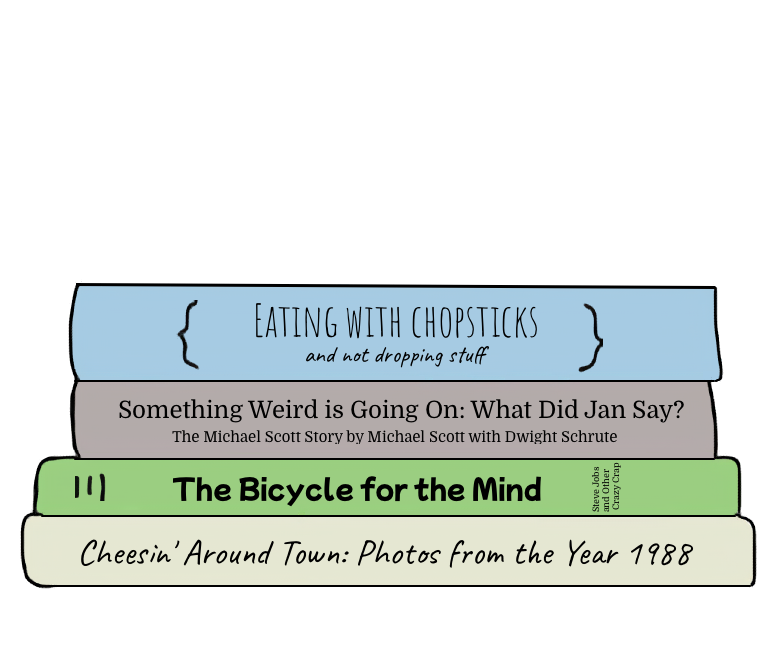 Eating with chopsticks
and not dropping stuff
Something Weird is Going On: What Did Jan Say?
The Michael Scott Story by Michael Scott with Dwight Schrute
The Bicycle for the Mind
Steve Jobs
and Other
Crazy Crap
Cheesin' Around Town: Photos from the Year 1988